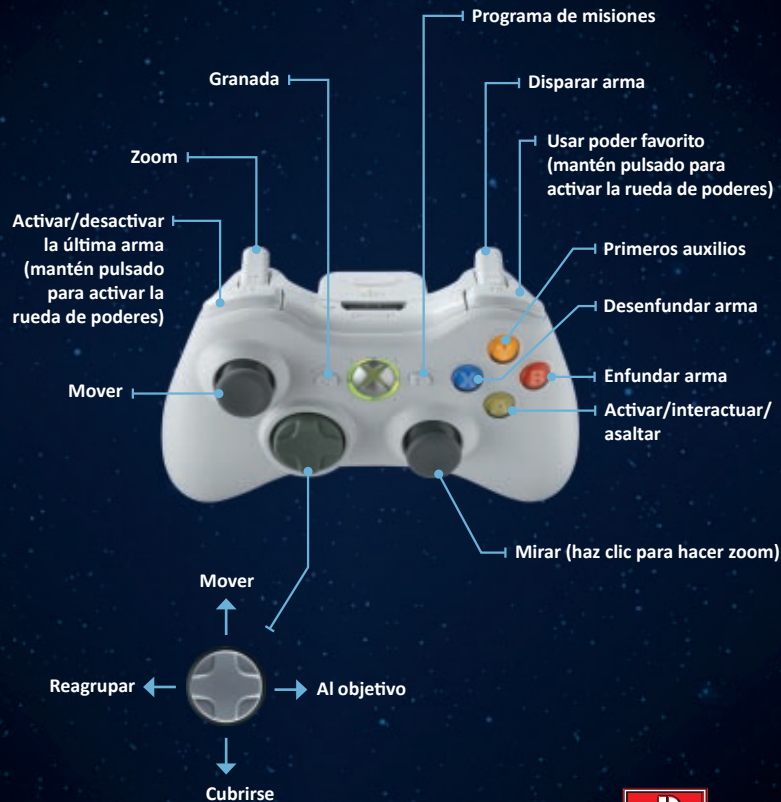 Programa de misiones
Granada
Disparar arma
Zoom
Usar poder favorito
(mantén pulsado para
activar la rueda de poderes)
Activar/desactivar
la última arma
(mantén pulsado
para activar la
rueda de poderes)
Primeros auxilios
Desenfundar arma
Mover
Enfundar arma
Activar/interactuar/
asaltar
Y
X
B
A
Mirar (haz clic para hacer zoom)
Mover
Reagrupar
Al objetivo
Cubrirse